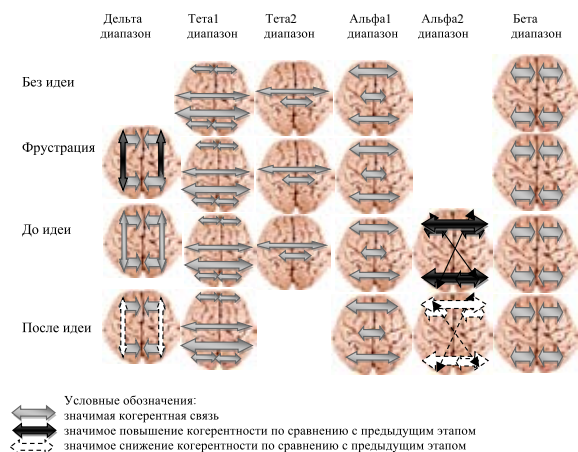 Дельта Тета1 Тета2 Альфа1 Альфа2 Бета
диапазон диапазон диапазон диапазон диапазон диапазон
Без идеи
Фрустрация
До идеи
После идеи
Условные обозначения:
значимая когерентная связь
значимое повышение когерентности по сравнению с предыдущим этапом
значимое снижение когерентности по сравнению с предыдущим этапом